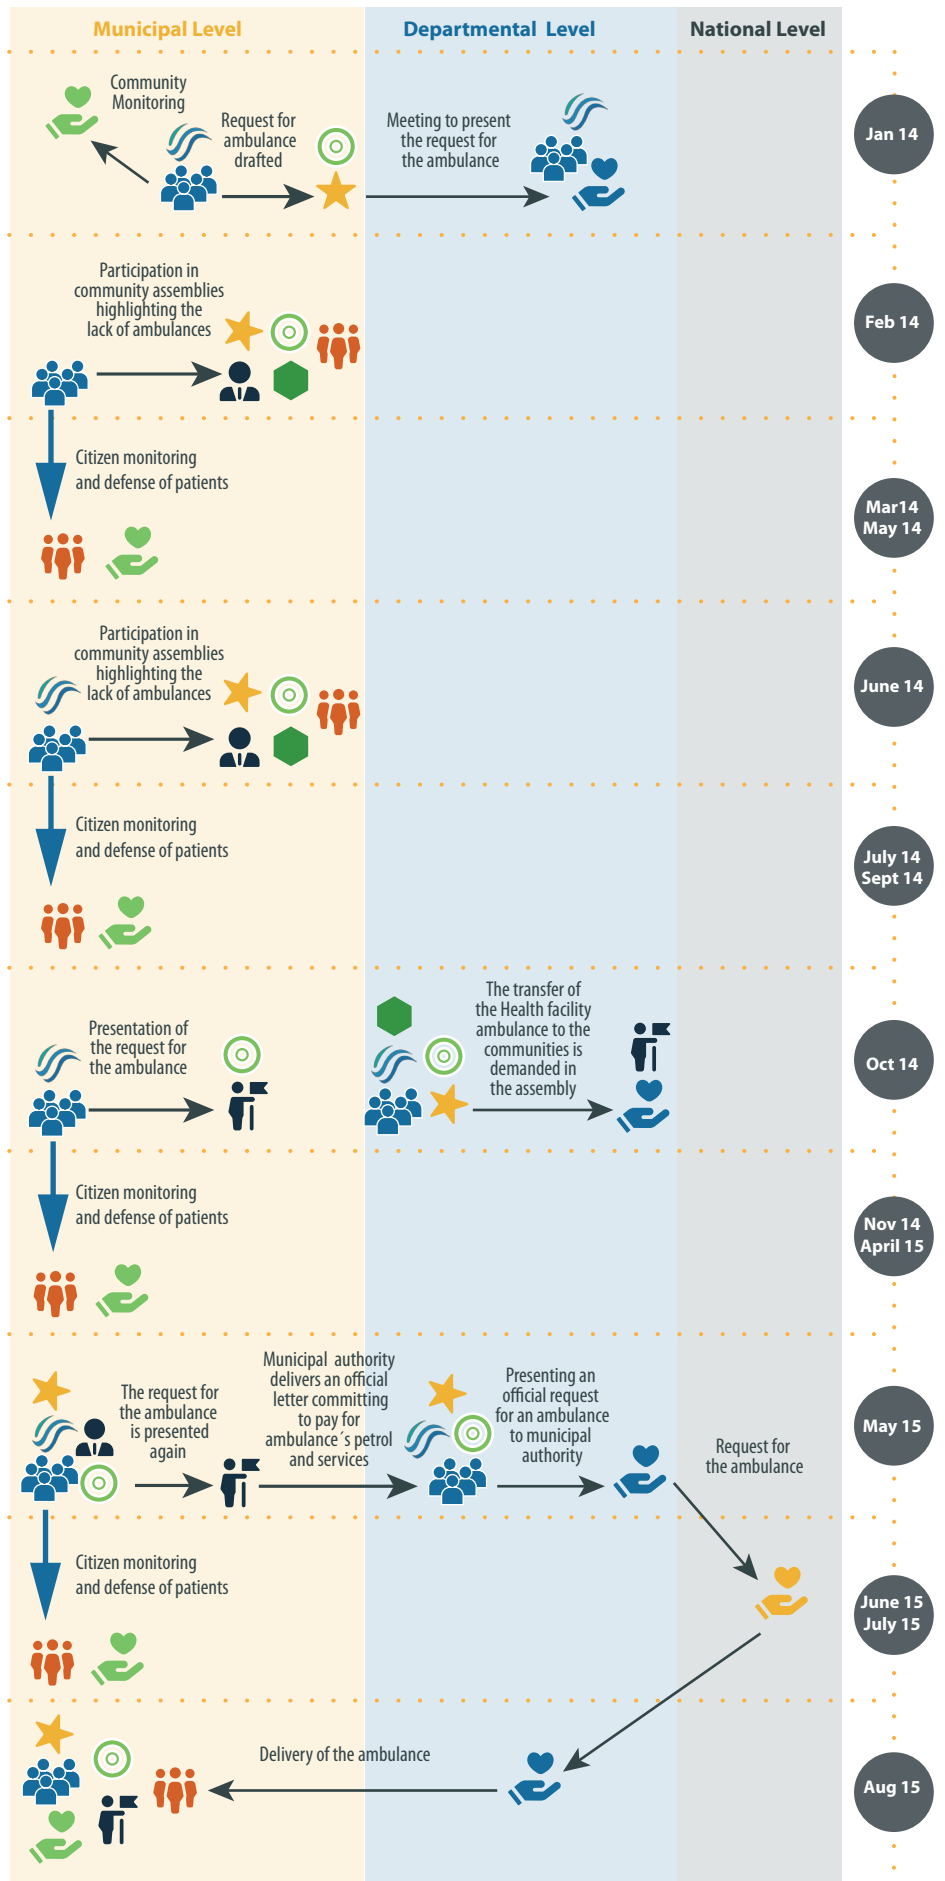 Municipal Level
Departmental Level
National Level
Community
Monitoring
Request for
ambulance
drafted
Meeting to present
the request for
the ambulance
Jan 14
Participation in
community assemblies
highlighting the
lack of ambulances
Feb 14
Citizen monitoring
and defense of patients
Mar14
May 14
Participation in
community assemblies
highlighting the
lack of ambulances
June 14
Citizen monitoring
and defense of patients
July 14
Sept 14
Presentation of
the request for
the ambulance
The transfer of
the Health facility
ambulance to the
communities is
demanded in
the assembly
Oct 14
Citizen monitoring
and defense of patients
Nov 14
April 15
The request for
the ambulance
is presented
again
Municipal authority
delivers an official
letter committing
to pay for
ambulance´s petrol
and services
Presenting an
official request
for an ambulance
to municipal
authority
Request for
the ambulance
May 15
Citizen monitoring
and defense of patients
June 15
July 15
Delivery of the ambulance
Aug 15